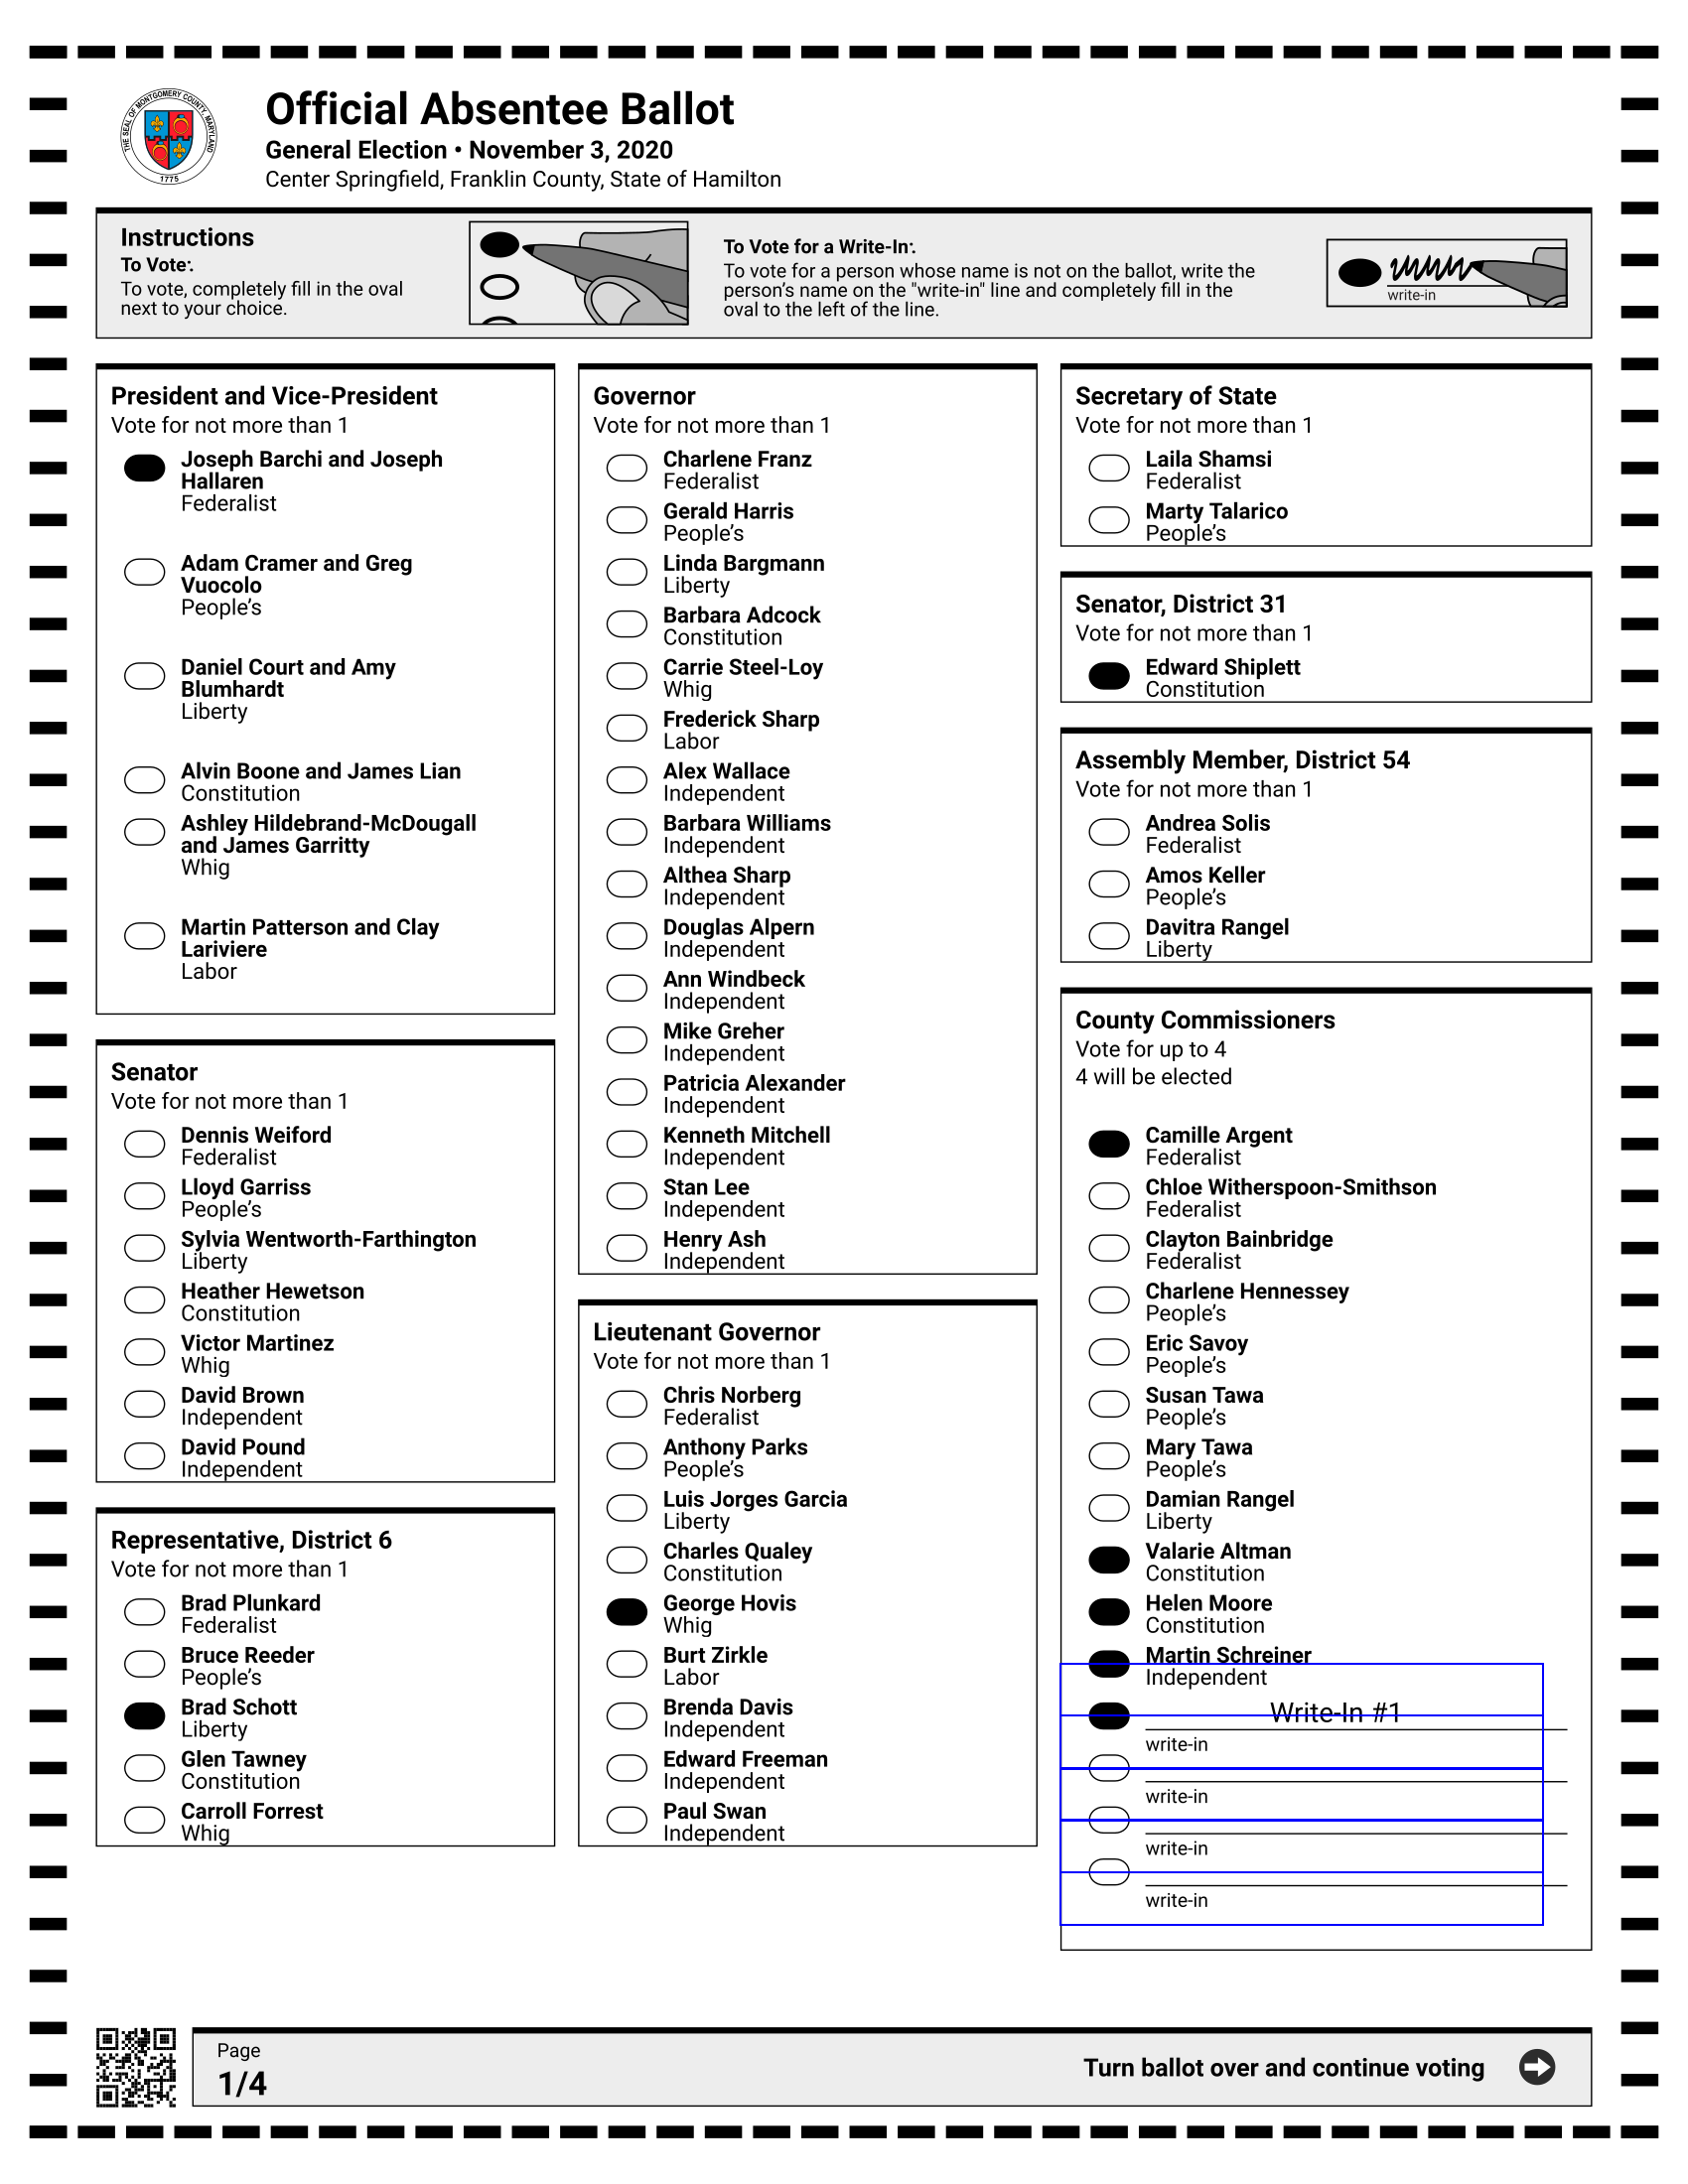 THE SEAL OF MONTGOMERY COUNTY, MARYLAND
1775
Official Absentee Ballot
General Election • November 3, 2020
Center Springfield, Franklin County, State of Hamilton
Instructions
To Vote:
To vote, completely fill in the oval
next to your choice.
To Vote for a Write-In:
To vote for a person whose name is not on the ballot, write the
person's name on the "write-in" line and completely fill in the
oval to the left of the line.
write-in
President and Vice-President
Vote for not more than 1
Joseph Barchi and Joseph
Hallaren
Federalist
Adam Cramer and Greg
Vuocolo
People's
Daniel Court and Amy
Blumhardt
Liberty
Alvin Boone and James Lian
Constitution
Ashley Hildebrand-McDougall
and James Garritty
Whig
Martin Patterson and Clay
Lariviere
Labor
Senator
Vote for not more than 1
Dennis Weiford
Federalist
Lloyd Garriss
People's
Sylvia Wentworth-Farthington
Liberty
Heather Hewetson
Constitution
Victor Martinez
Whig
David Brown
Independent
David Pound
Independent
Representative, District 6
Vote for not more than 1
Brad Plunkard
Federalist
Bruce Reeder
People's
Brad Schott
Liberty
Glen Tawney
Constitution
Carroll Forrest
Whig
Governor
Vote for not more than 1
Charlene Franz
Federalist
Gerald Harris
People's
Linda Bargmann
Liberty
Barbara Adcock
Constitution
Carrie Steel-Loy
Whig
Frederick Sharp
Labor
Alex Wallace
Independent
Barbara Williams
Independent
Althea Sharp
Independent
Douglas Alpern
Independent
Ann Windbeck
Independent
Mike Greher
Independent
Patricia Alexander
Independent
Kenneth Mitchell
Independent
Stan Lee
Independent
Henry Ash
Independent
Lieutenant Governor
Vote for not more than 1
Chris Norberg
Federalist
Anthony Parks
People's
Luis Jorges Garcia
Liberty
Charles Qualey
Constitution
George Hovis
Whig
Burt Zirkle
Labor
Brenda Davis
Independent
Edward Freeman
Independent
Paul Swan
Independent
Secretary of State
Vote for not more than 1
Laila Shamsi
Federalist
Marty Talarico
People's
Senator, District 31
Vote for not more than 1
Edward Shiplett
Constitution
Assembly Member, District 54
Vote for not more than 1
Andrea Solis
Federalist
Amos Keller
People's
Davitra Rangel
Liberty
County Commissioners
Vote for up to 4
4 will be elected
Camille Argent
Federalist
Chloe Witherspoon-Smithson
Federalist
Clayton Bainbridge
Federalist
Charlene Hennessey
People's
Eric Savoy
People's
Susan Tawa
People's
Mary Tawa
People's
Damian Rangel
Liberty
Valarie Altman
Constitution
Helen Moore
Constitution
Martin Schreiner
Independent
Write-In #1
write-in
write-in
write-in
write-in
Page
1/4
Turn ballot over and continue voting